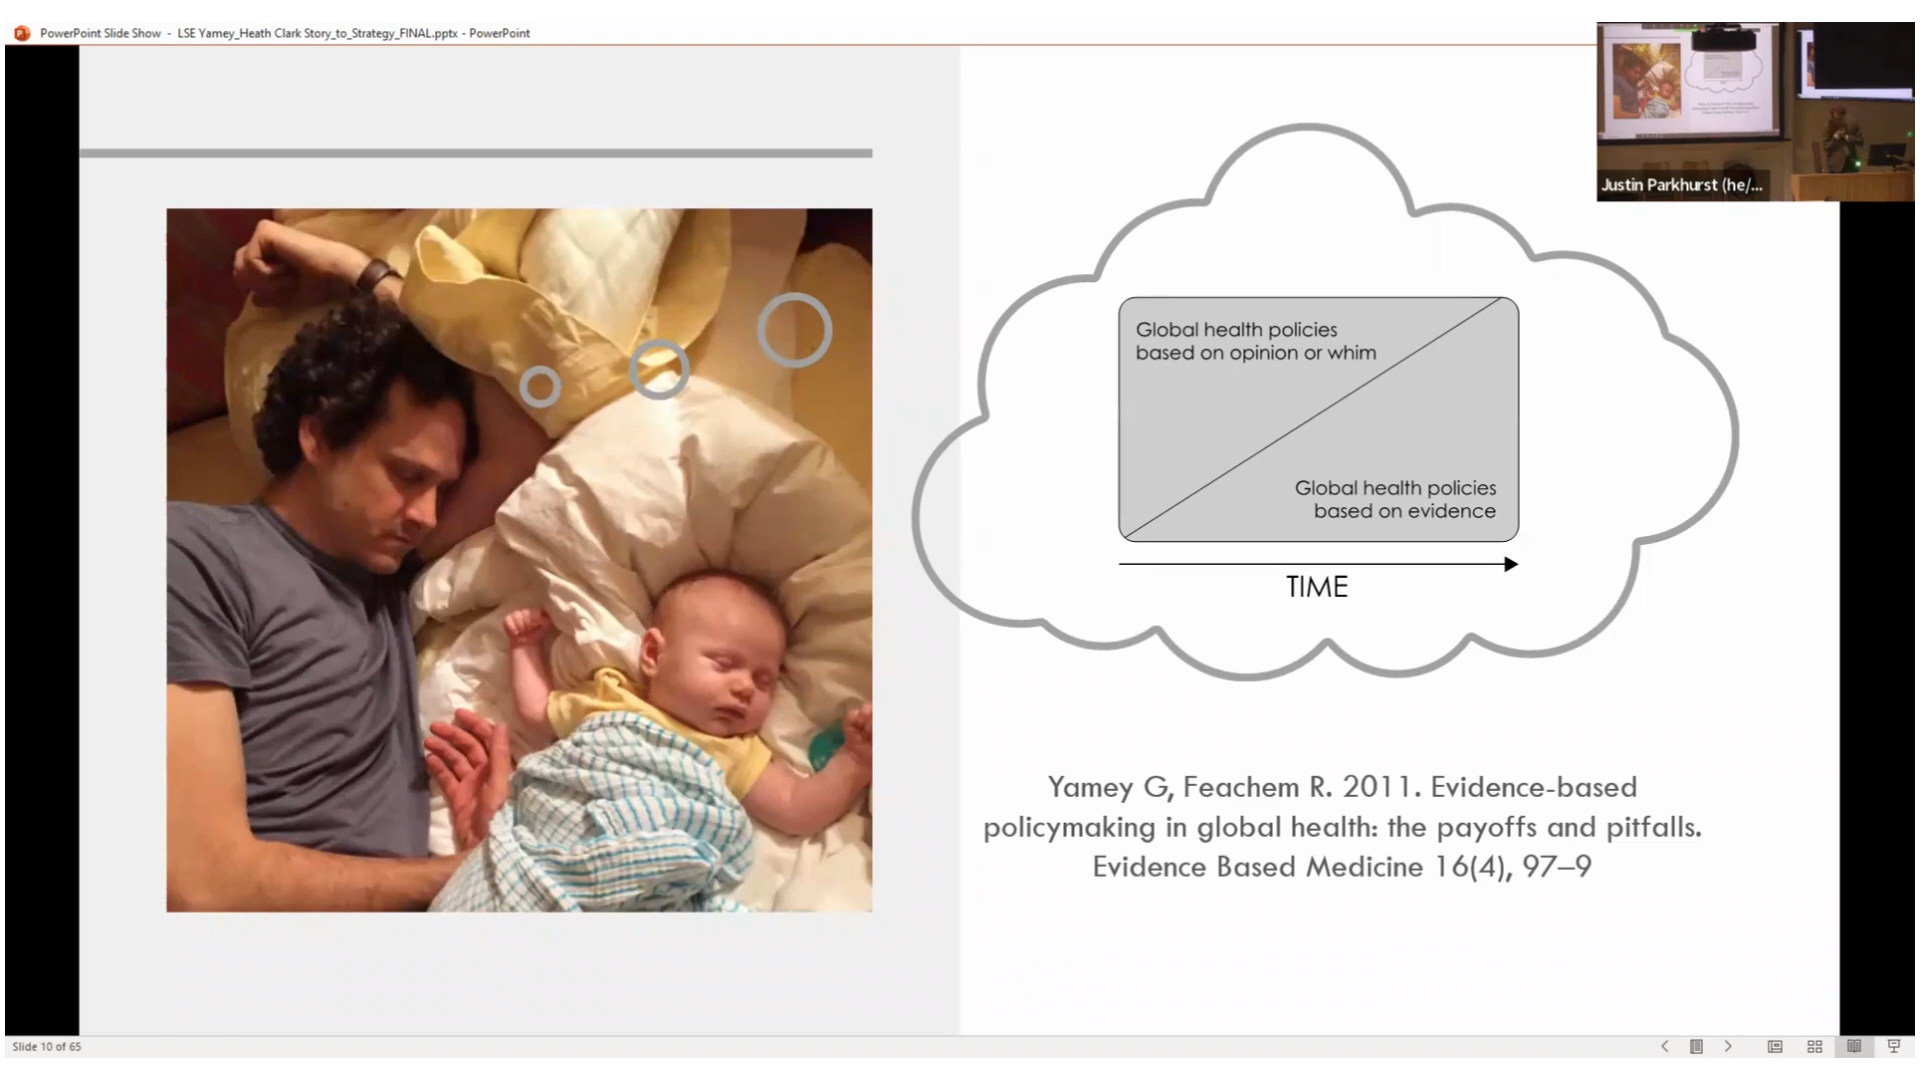 PowerPoint Slide Show - LSE Yamey_Heath Clark Story_to_Strategy_FINAL.pptx - PowerPoint
Justin Parkhurst (he/...
Global health policies
based on opinion or whim
Global health policies
based on evidence
TIME
Yamey G, Feachem R. 2011. Evidence-based
policymaking in global health: the payoffs and pitfalls.
Evidence Based Medicine 16(4), 97–9
Slide 10 of 65